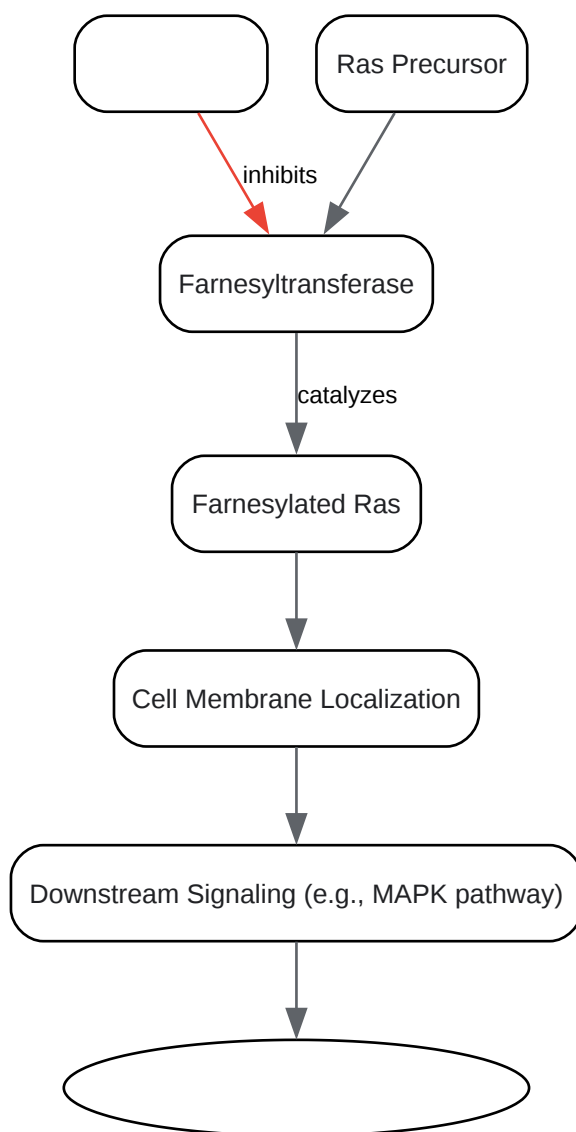 Ras Precursor
inhibits
Farnesyltransferase
catalyzes
Farnesylated Ras
Cell Membrane Localization
Downstream Signaling (e.g., MAPK pathway)